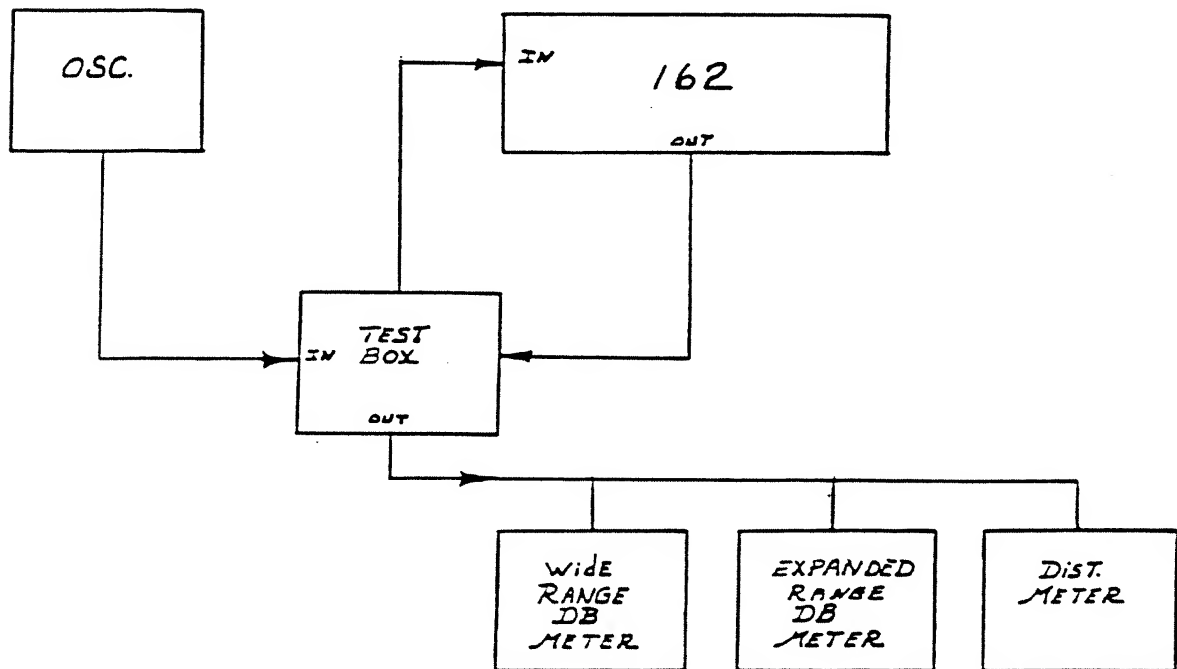 OSC.
IN
162
OUT
IN
TEST
BOX
OUT
WIDE
RANGE
DB
METER
EXPANDED
RANGE
DB
METER
DIST.
METER